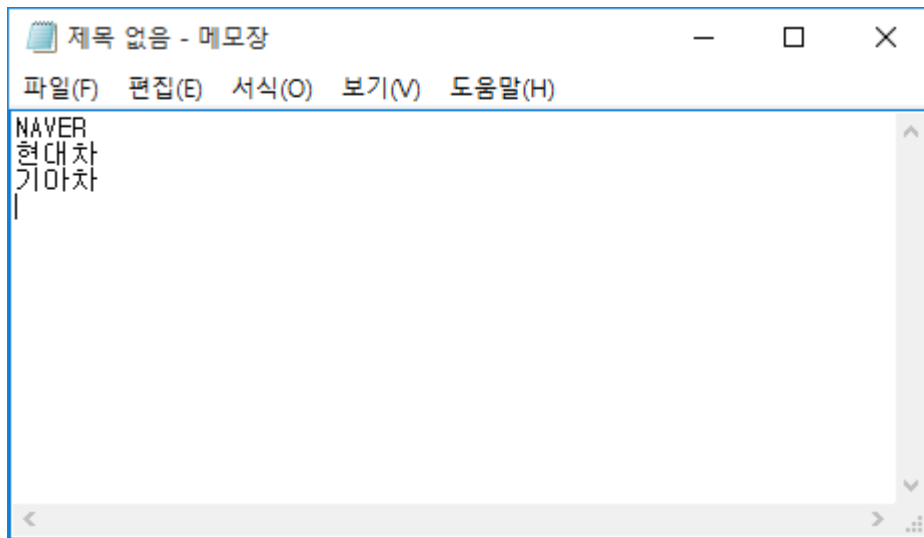 제목 없음 - 메모장
파일(F) 편집(E) 서식(O) 보기(V) 도움말(H)
NAVER
현대차
기아차